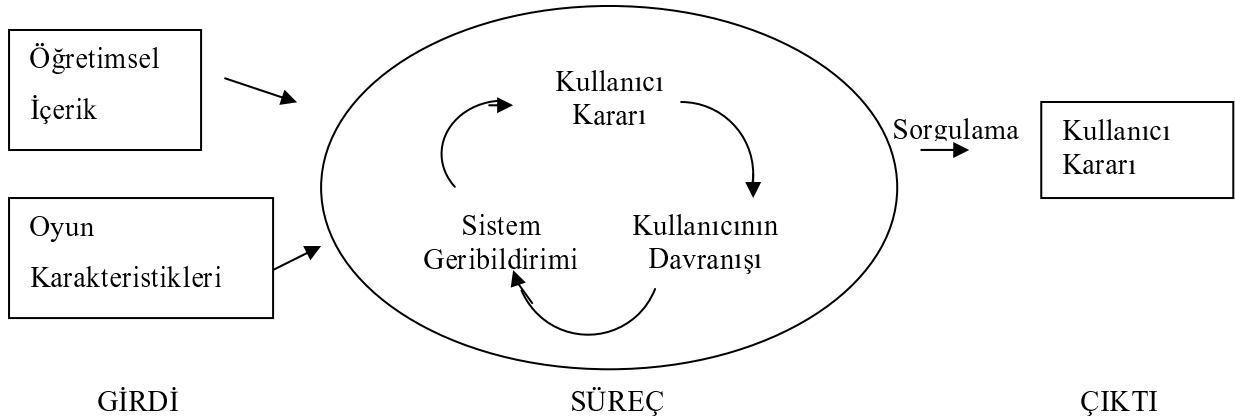 Öğretimsel
İçerik
Oyun
Karakteristikleri
Kullanıcı
Kararı
Kullanıcının
Davranışı
Sistem
Geribildirimi
Sorgulama
Kullanıcı
Kararı
GİRDİ
SÜREÇ
ÇIKTI